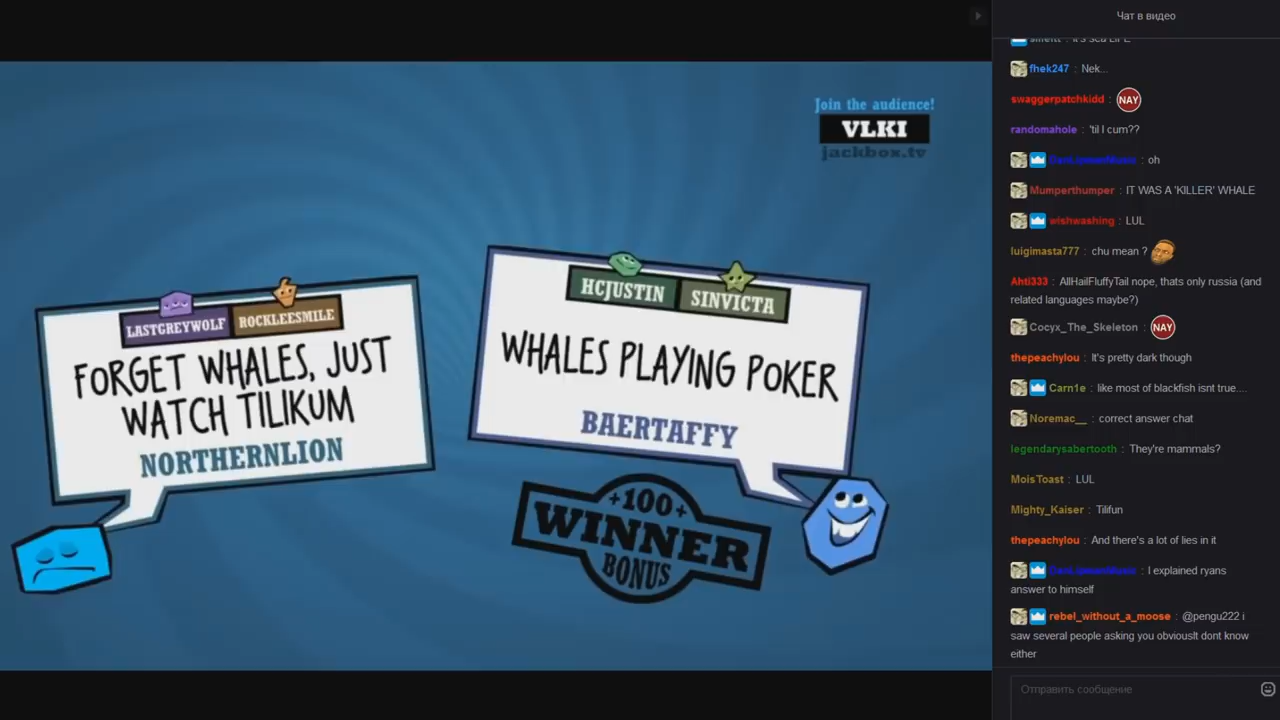 Join the audience!
VLKI
jackbox.tv
LASTGREYWOLF
ROCKLEESMILE
FORGET WHALES, JUST
WATCH TILIKUM
NORTHERNLION
HCJUSTIN
SINVICTA
WHALES PLAYING POKER
BAERTAFFY
+100+
WINNER
BONUS
Чат в видео
fhek247 : Nek...
swaggerpatchkidd : NAY
randomahole : 'til I cum??
: oh
Mumperthumper : IT WAS A 'KILLER' WHALE
wishwashing : LUL
luigimasta777 : chu mean ?
Ahti333 : AllHailFluffyTail nope, thats only russia (and
related languages maybe?)
Cocyx_The_Skeleton : NAY
thepeachylou : It's pretty dark though
Carn1e : like most of blackfish isnt true....
Noremac__ : correct answer chat
legendarysabertooth : They're mammals?
MoisToast : LUL
Mighty_Kaiser : Tilifun
thepeachylou : And there's a lot of lies in it
: I explained ryans
answer to himself
rebel_without_a_moose : @pengu222 i
saw several people asking you obviouslt dont know
either
Отправить сообщение